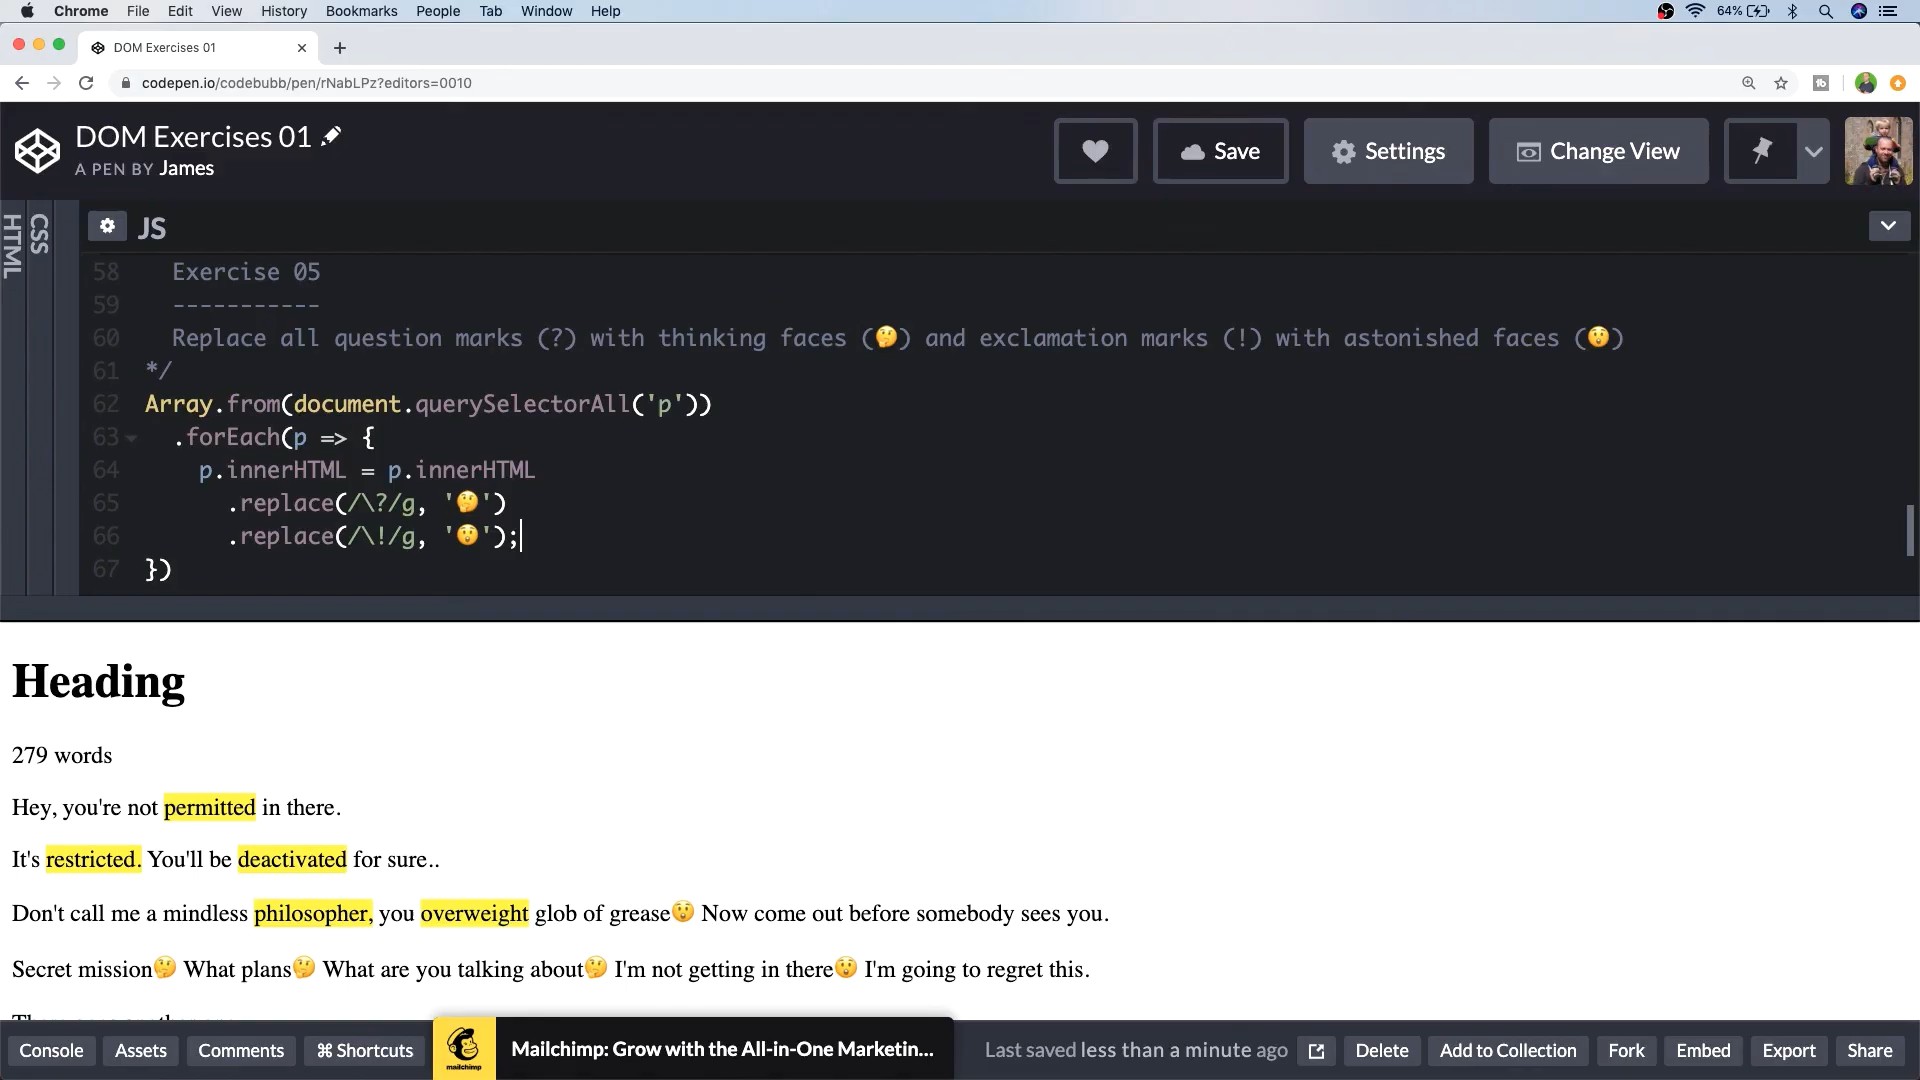 Chrome File Edit View History Bookmarks People Tab Window Help 64%
DOM Exercises 01
codepen.io/codebubb/pen/rNabLPz?editors=0010
DOM Exercises 01
A PEN BY James
Save
Settings
Change View
HTML
CSS
JS
58 Exercise 05
59 -----------
60 Replace all question marks (?) with thinking faces (🤔) and exclamation marks (!) with astonished faces (😲)
61 */
62 Array.from(document.querySelectorAll('p'))
63 .forEach(p => {
64 p.innerHTML = p.innerHTML
65 .replace(/\?/g, '🤔')
66 .replace(/\!/g, '😲');
67 })
Heading
279 words
Hey, you're not permitted in there.
It's restricted. You'll be deactivated for sure..
Don't call me a mindless philosopher, you overweight glob of grease😲 Now come out before somebody sees you.
Secret mission🤔 What plans🤔 What are you talking about🤔 I'm not getting in there😲 I'm going to regret this.
Console Assets Comments ⌘ Shortcuts
mailchimp
Mailchimp: Grow with the All-in-One Marketin...
Last saved less than a minute ago
Delete Add to Collection Fork Embed Export Share